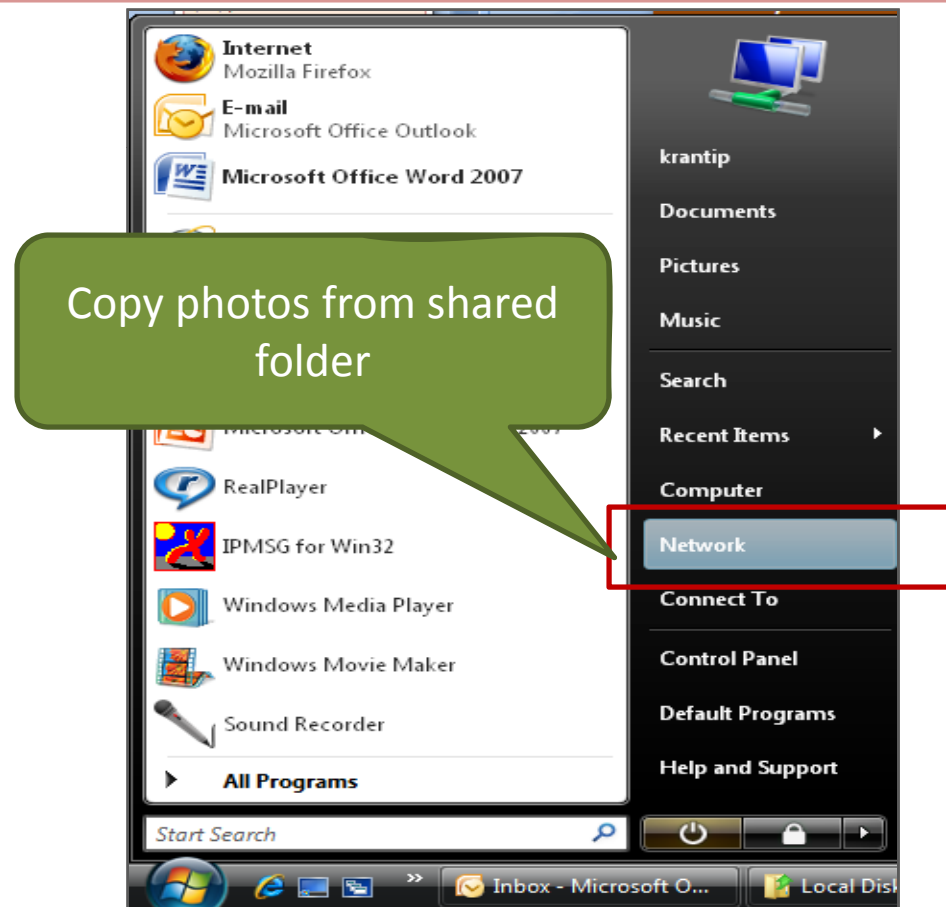 Internet
Mozilla Firefox
E-mail
Microsoft Office Outlook
Microsoft Office Word 2007
Copy photos from shared
folder
RealPlayer
IPMSG for Win32
Windows Media Player
Windows Movie Maker
Sound Recorder
All Programs
Start Search
krantip
Documents
Pictures
Music
Search
Recent Items
Computer
Network
Connect To
Control Panel
Default Programs
Help and Support
Inbox - Microsoft O...
Local Disk